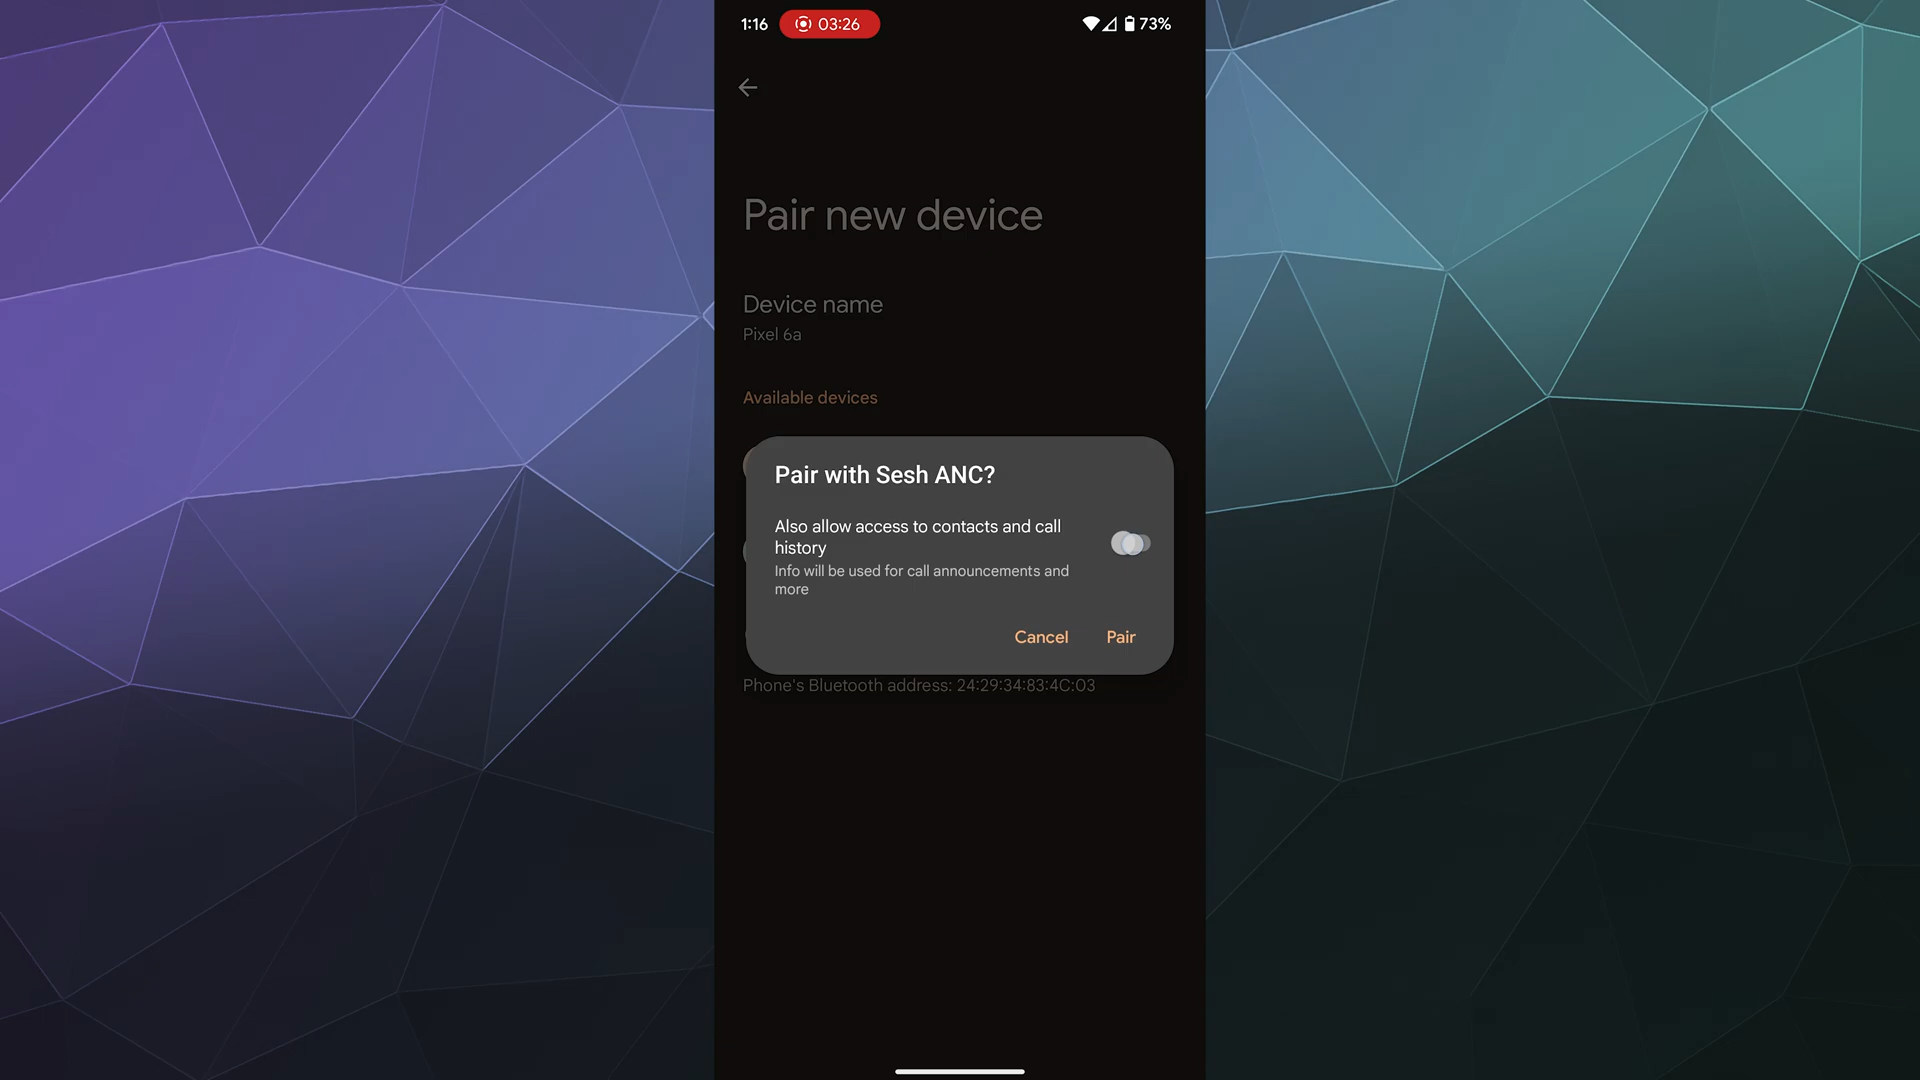 1:16 03:26 73%
Pair new device
Device name
Pixel 6a
Available devices
Pair with Sesh ANC?
Also allow access to contacts and call
history
Info will be used for call announcements and
more
Cancel Pair
Phone's Bluetooth address: 24:29:34:83:4C:03